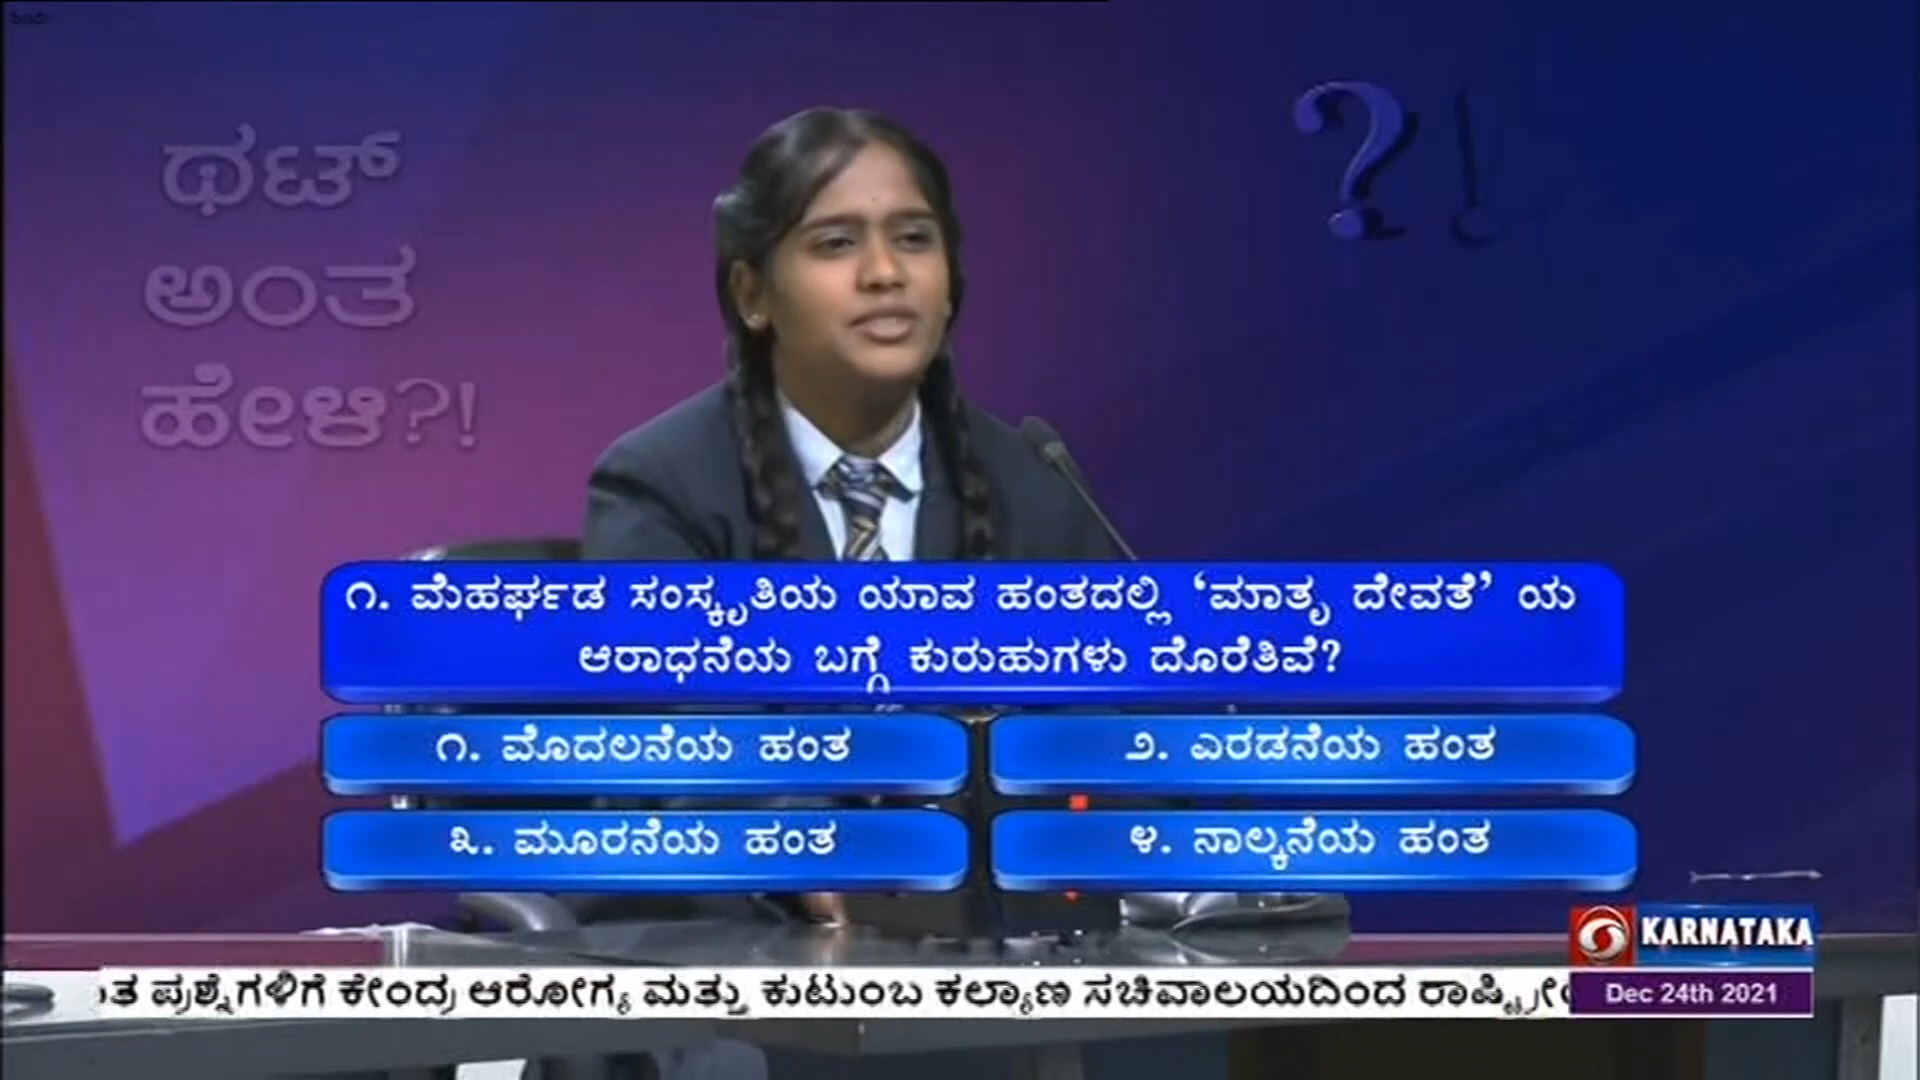 ಥಟ್
ಅಂತ
ಹೇಳಿ?!
?!
೧. ಮೆಹರ್ಘಡ ಸಂಸ್ಕೃತಿಯ ಯಾವ ಹಂತದಲ್ಲಿ ‘ಮಾತೃ ದೇವತೆ’ ಯ
ಆರಾಧನೆಯ ಬಗ್ಗೆ ಕುರುಹುಗಳು ದೊರೆತಿವೆ?
೧. ಮೊದಲನೆಯ ಹಂತ
೨. ಎರಡನೆಯ ಹಂತ
೩. ಮೂರನೆಯ ಹಂತ
೪. ನಾಲ್ಕನೆಯ ಹಂತ
KARNATAKA
ಪ್ರಶ್ನೆಗಳಿಗೆ ಕೇಂದ್ರ ಆರೋಗ್ಯ ಮತ್ತು ಕುಟುಂಬ ಕಲ್ಯಾಣ ಸಚಿವಾಲಯದಿಂದ
Dec 24th 2021